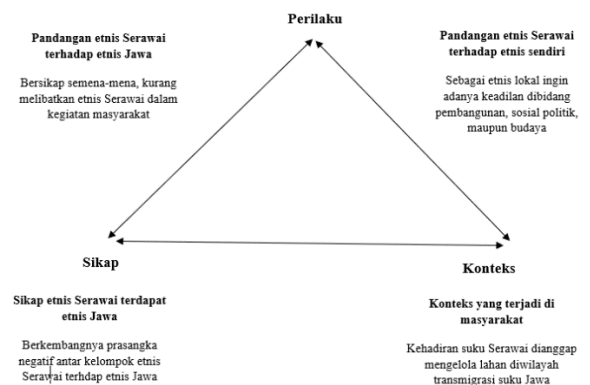 Perilaku
Pandangan etnis Serawai
terhadap etnis Jawa
Bersikap semena-mena, kurang
melibatkan etnis Serawai dalam
kegiatan masyarakat
Pandangan etnis Serawai
terhadap etnis sendiri
Sebagai etnis lokal ingin
adanya keadilan dibidang
pembangunan, sosial politik,
maupun budaya
Sikap
Konteks
Sikap etnis Serawai terdapat
etnis Jawa
Berkembangnya prasangka
negatif antar kelompok etnis
Serawai terhdap etnis Jawa
Konteks yang terjadi di
masyarakat
Kehadiran suku Serawai dianggap
mengelola lahan diwilayah
transmigrasi suku Jawa